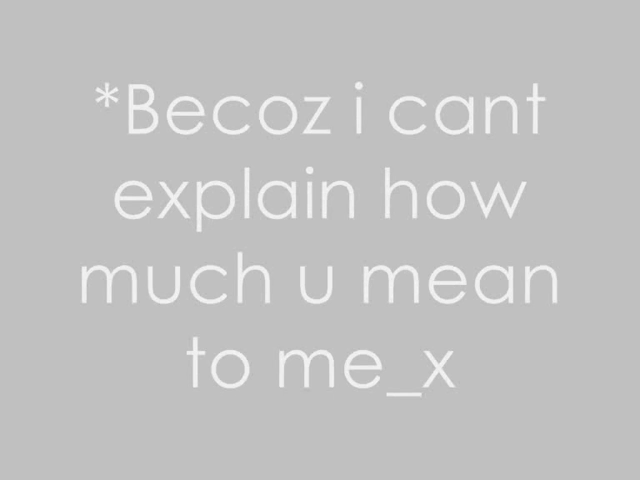 *Becoz i cant
explain how
much u mean
to me_x